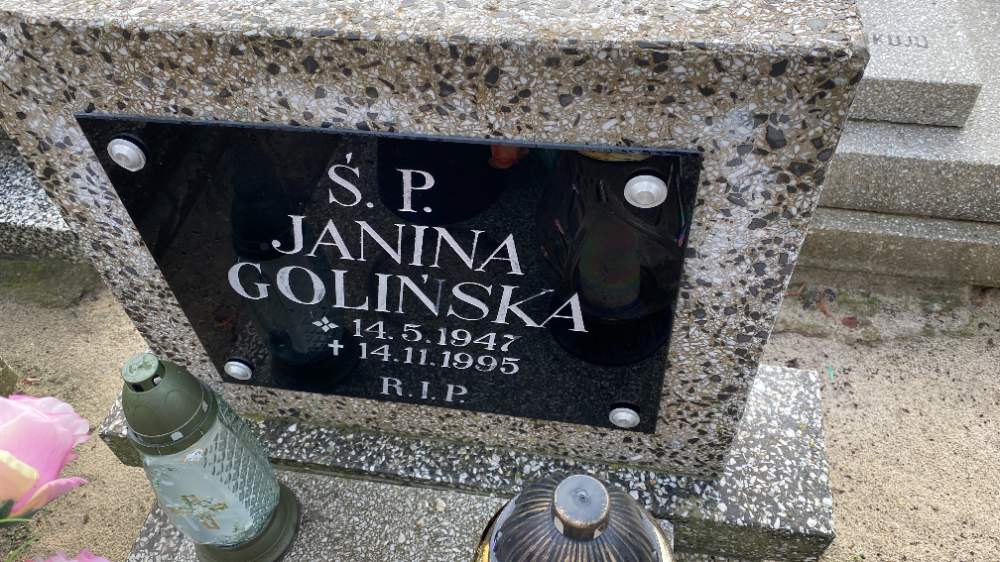 Ś. P.
JANINA
GOLIŃSKA
14.5.1947
✝ 14.11.1995
R.I.P.